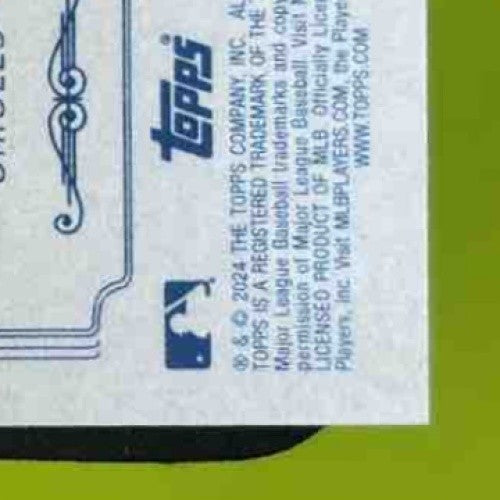 topps
® & © 2024 THE TOPPS COMPANY, INC. AL
TOPPS IS A REGISTERED TRADEMARK OF THE
Major League Baseball trademarks and copy
permission of Major League Baseball. Visit M
LICENSED PRODUCT OF MLB Officially Licen
Players, Inc. Visit MLBPLAYERS.COM, the Player
WWW.TOPPS.COM